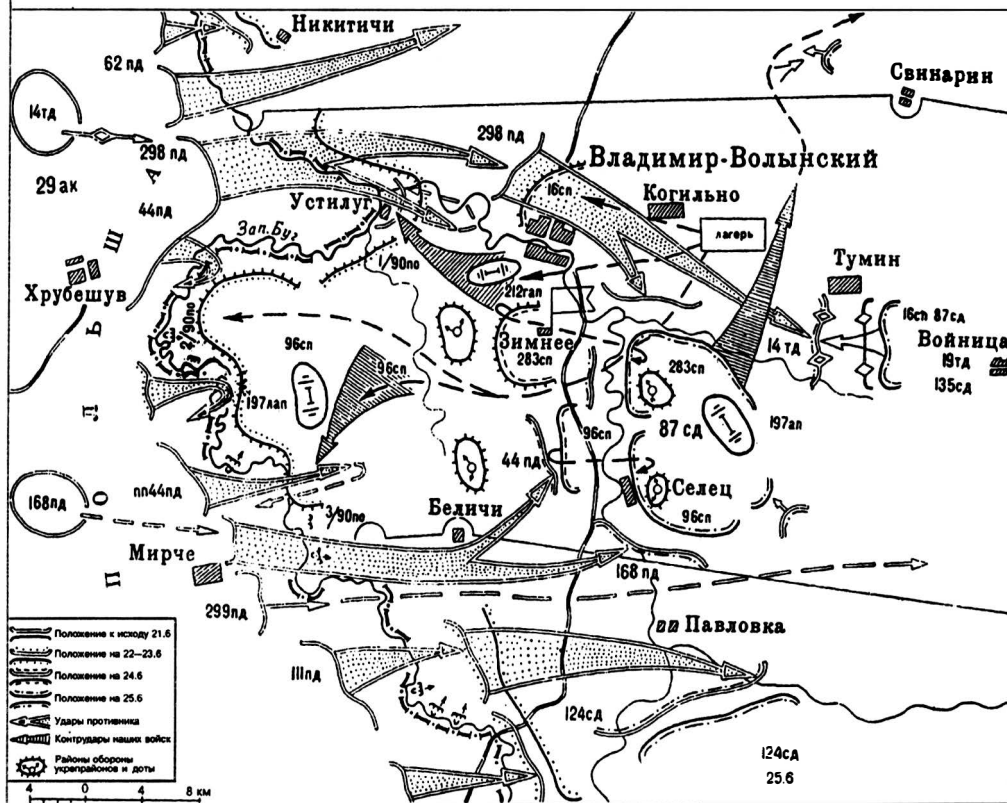 Никитичи
62 пд
Свинарин
14тд
298 пд
298 пд
Владимир-Волынский
29 ак
16сп
Когильно
44пд
Устилуг
лагерь
Зап. Буг
Тумин
1/90по
Хрубешув
212гап
16сп 87сд
2/90по
Зимнее
14 тд
Войница
283сп
283сп
19тд
96сп
135сд
96сп
197лап
87 сд
197ап
96сп
44 пд
пп44пд
168пд
Селец
Беличи
3/90по
96сп
Мирче
168 пд
299пд
Павловка
П О Л Ь Ш А
111пд
124сд
124сд
25.6
Положение к исходу 21.6
Положение на 22—23.6
Положение на 24.6
Положение на 25.6
Удары противника
Контрудары наших войск
Районы обороны
укрепрайонов и доты
4 0 8 км